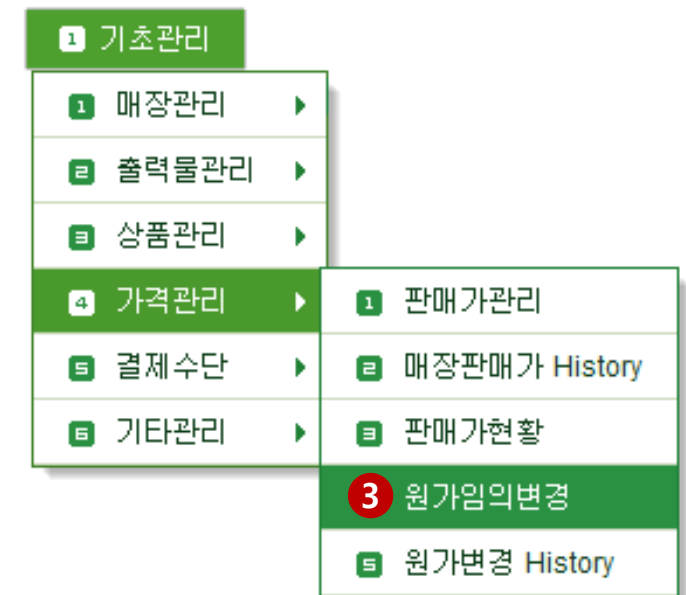 1 기초관리
1 매장관리
2 출력물관리
3 상품관리
4 가격관리
1 판매가관리
5 결제수단
2 매장판매가 History
6 기타관리
3 판매가현황
3 원가임의변경
5 원가변경 History